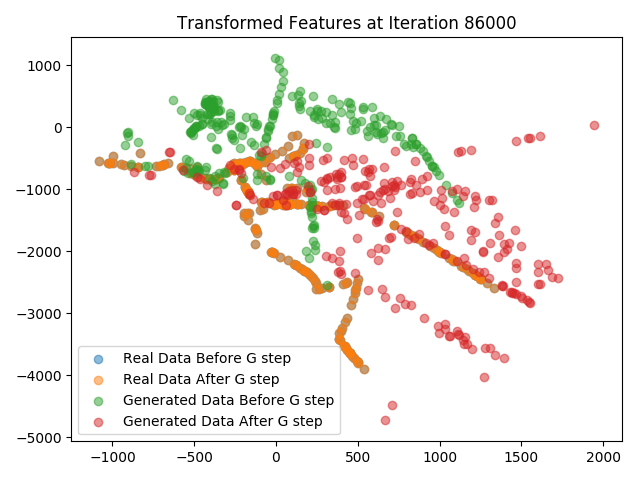 Transformed Features at Iteration 86000
1000
0
−1000
−2000
−3000
−4000
−5000
Real Data Before G step
Real Data After G step
Generated Data Before G step
Generated Data After G step
−1000 −500 0 500 1000 1500 2000